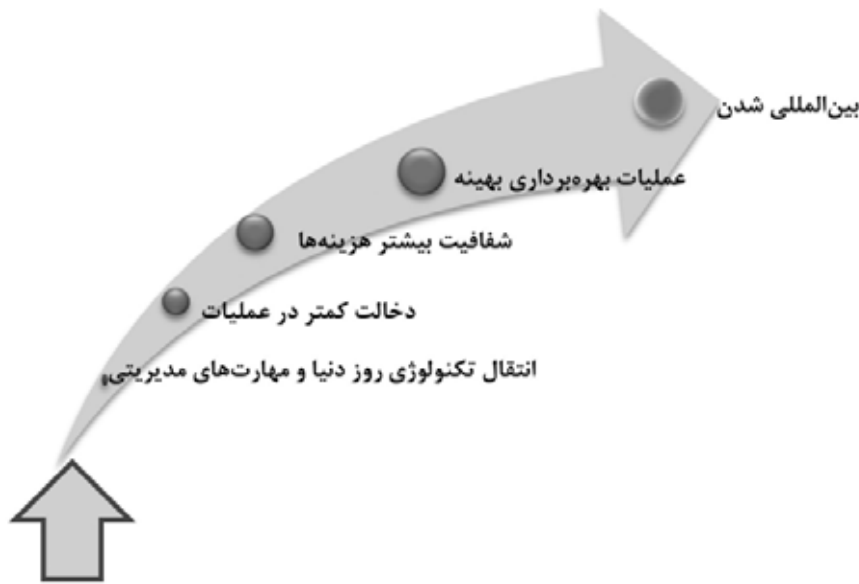 بین‌المللی شدن
عملیات بهره‌برداری بهینه
شفافیت بیشتر هزینه‌ها
دخالت کمتر در عملیات
انتقال تکنولوژی روز دنیا و مهارت‌های مدیریتی